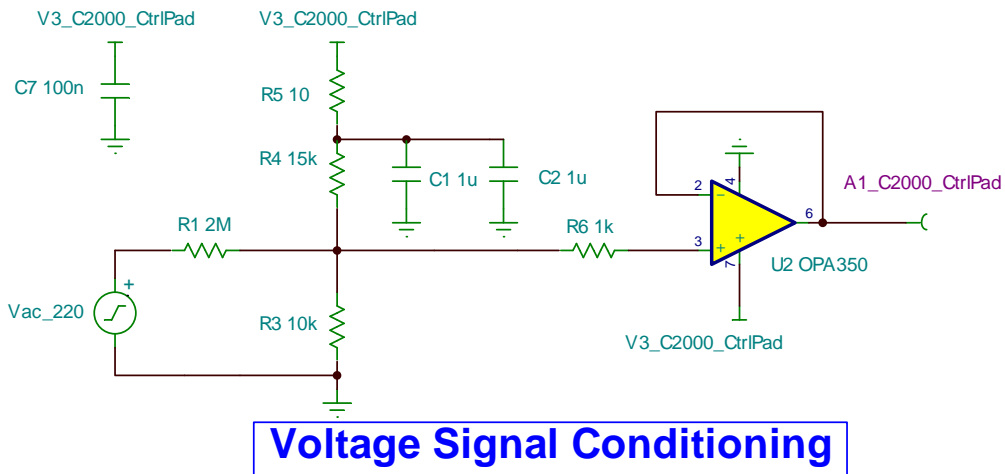 V3_C2000_CtrlPad
V3_C2000_CtrlPad
C7 100n
R5 10
R4 15k
C1 1u
C2 1u
R1 2M
R6 1k
2
4
3
7
6
A1_C2000_CtrlPad
U2 OPA350
Vac_220
R3 10k
V3_C2000_CtrlPad
Voltage Signal Conditioning